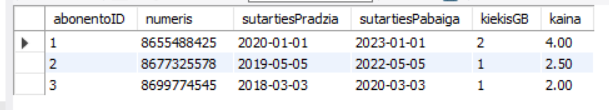 abonentoID numeris sutartiesPradzia sutartiesPabaiga kiekisGB kaina
1 8655488425 2020-01-01 2023-01-01 2 4.00
2 8677325578 2019-05-05 2022-05-05 1 2.50
3 8699774545 2018-03-03 2020-03-03 1 2.00